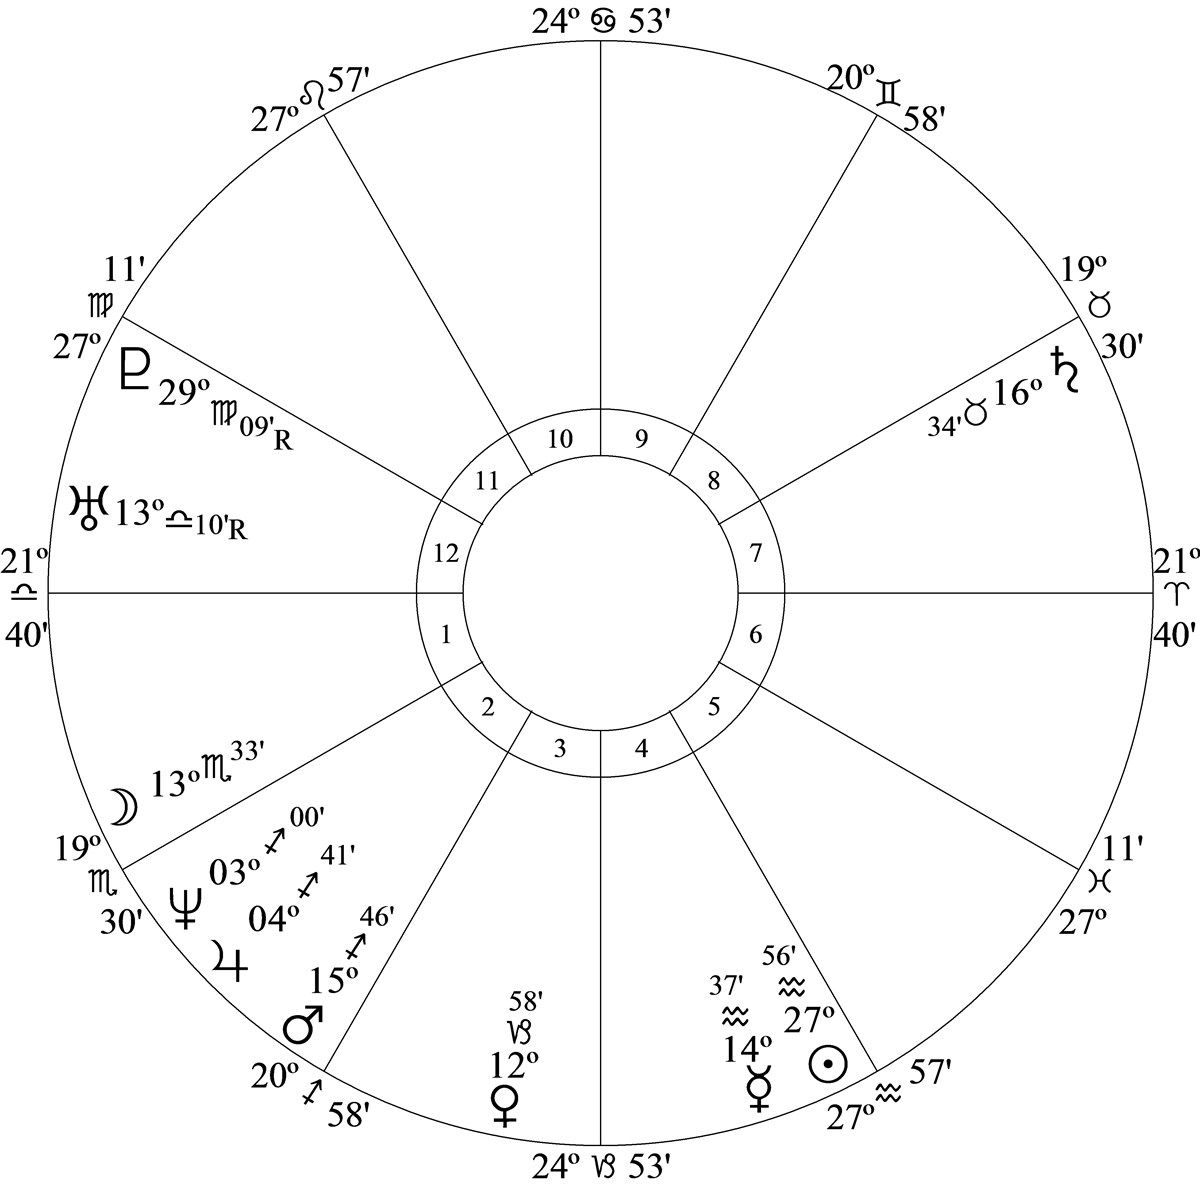 24º ♋ 53'
27º ♌ 57'
20º ♊ 58'
11'
♍
27º
19º
♉
30'
♇ 29º ♍ 09' R
34' ♉ 16º ♄
♅ 13º ♎ 10' R
21º
♎
40'
21º
♈
40'
10
9
11
8
12
7
1
6
2
5
3
4
☽ 13º ♏ 33'
19º
♏
30'
♆ 03º ♐ 00'
♃ 04º ♐ 41'
♂ 15º ♐ 46'
58'
♑
12º
♀
37'
♒
14º
☿
56'
♒
27º
☉
11'
♓
27º
20º ♐ 58'
27º ♒ 57'
24º ♑ 53'